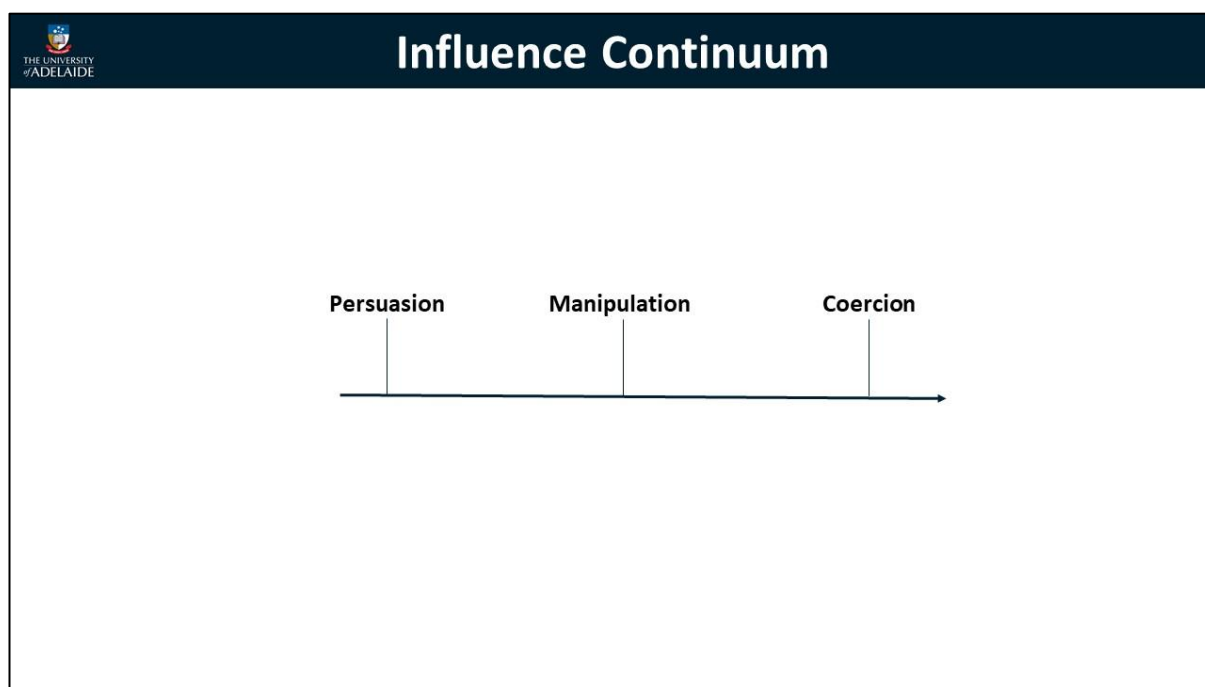 THE UNIVERSITY
of ADELAIDE
Influence Continuum
Persuasion Manipulation Coercion